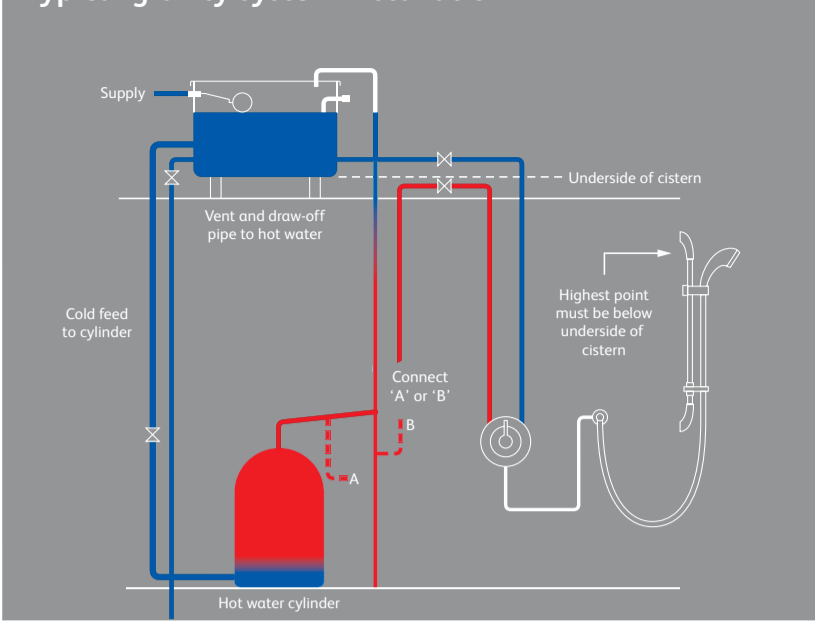 Supply
Underside of cistern
Vent and draw-off
pipe to hot water
Highest point
must be below
underside of
cistern
Cold feed
to cylinder
Connect
‘A’ or ‘B’
B
A
Hot water cylinder